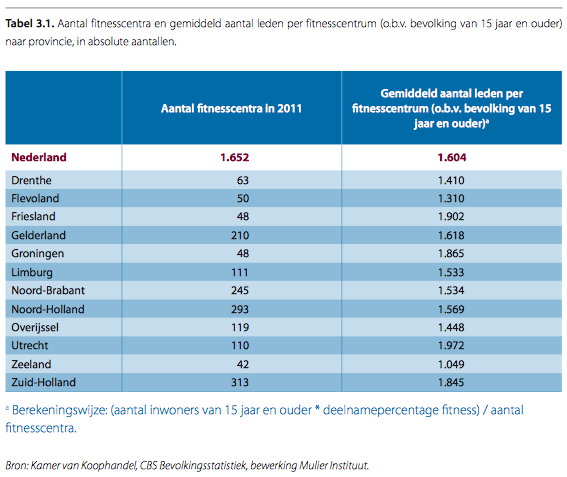 Tabel 3.1. Aantal fitnesscentra en gemiddeld aantal leden per fitnesscentrum (o.b.v. bevolking van 15 jaar en ouder)
naar provincie, in absolute aantallen.
Aantal fitnesscentra in 2011
Gemiddeld aantal leden per
fitnesscentrum (o.b.v. bevolking van 15
jaar en ouder)ª
Nederland 1.652 1.604
Drenthe 63 1.410
Flevoland 50 1.310
Friesland 48 1.902
Gelderland 210 1.618
Groningen 48 1.865
Limburg 111 1.533
Noord-Brabant 245 1.534
Noord-Holland 293 1.569
Overijssel 119 1.448
Utrecht 110 1.972
Zeeland 42 1.049
Zuid-Holland 313 1.845
ª Berekeningswijze: (aantal inwoners van 15 jaar en ouder * deelnamepercentage fitness) / aantal
fitnesscentra.
Bron: Kamer van Koophandel, CBS Bevolkingsstatistiek, bewerking Mulier Instituut.